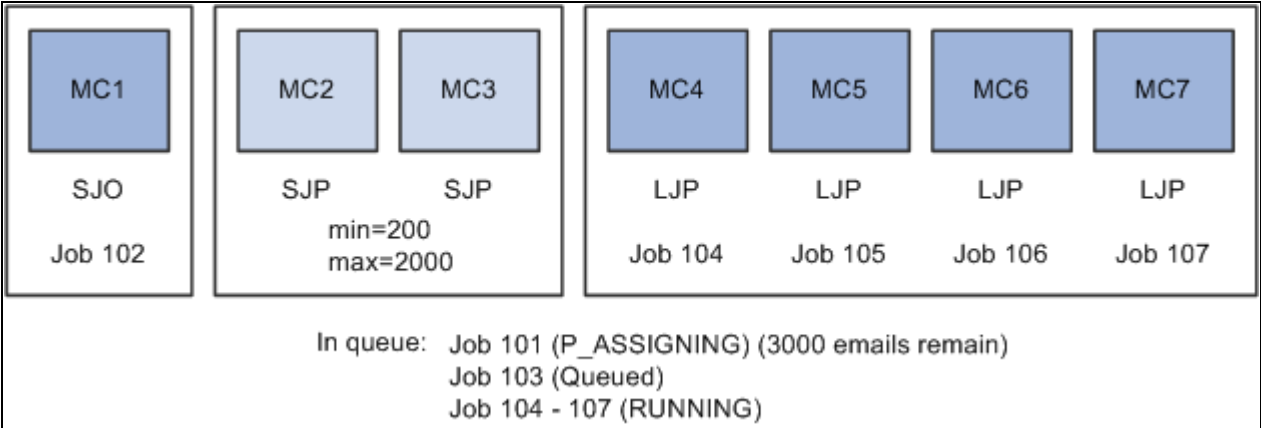 MC1 MC2 MC3 MC4 MC5 MC6 MC7
SJO SJP SJP LJP LJP LJP LJP
min=200
max=2000
Job 102 Job 104 Job 105 Job 106 Job 107
In queue: Job 101 (P_ASSIGNING) (3000 emails remain)
Job 103 (Queued)
Job 104 - 107 (RUNNING)